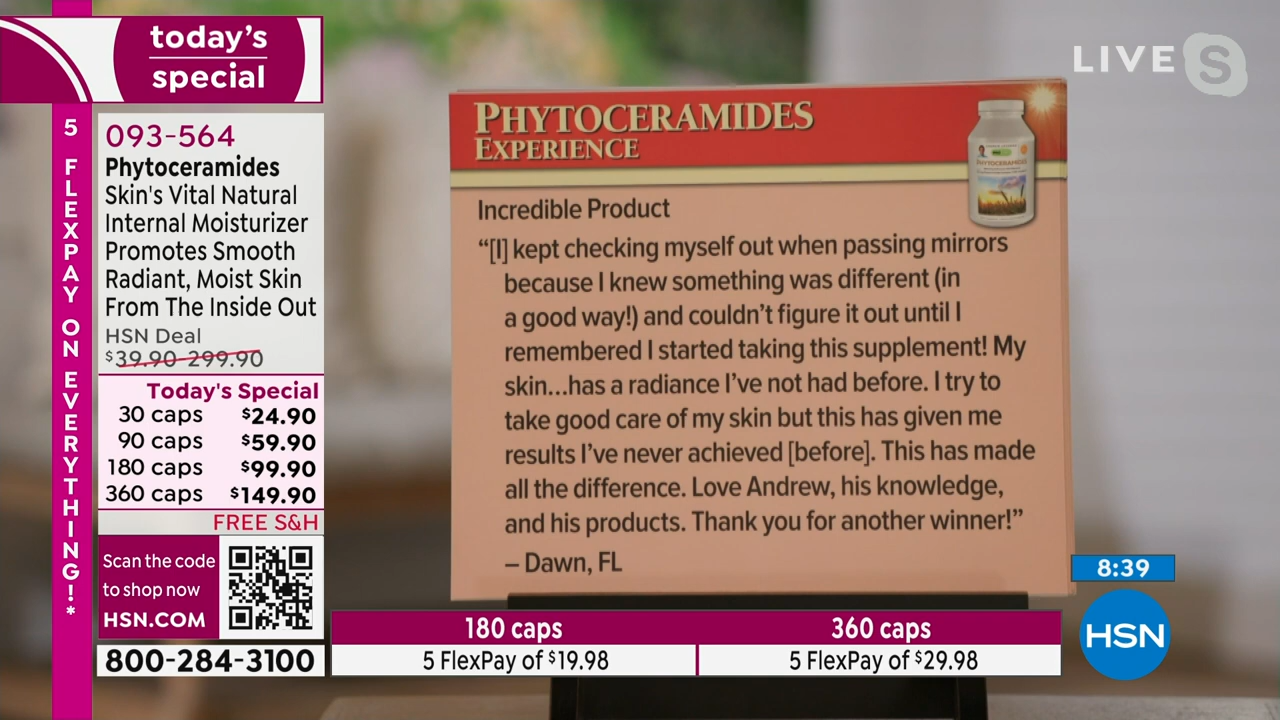 today's
special
5 FLEXPAY ON EVERYTHING!*
093-564
Phytoceramides
Skin's Vital Natural
Internal Moisturizer
Promotes Smooth
Radiant, Moist Skin
From The Inside Out
HSN Deal
$39.90-299.90
Today's Special
30 caps $24.90
90 caps $59.90
180 caps $99.90
360 caps $149.90
FREE S&H
Scan the code
to shop now
HSN.COM
800-284-3100
LIVE S
PHYTOCERAMIDES
EXPERIENCE
PHYTOCERAMIDES
Incredible Product
“[I] kept checking myself out when passing mirrors
because I knew something was different (in
a good way!) and couldn’t figure it out until I
remembered I started taking this supplement! My
skin...has a radiance I’ve not had before. I try to
take good care of my skin but this has given me
results I’ve never achieved [before]. This has made
all the difference. Love Andrew, his knowledge,
and his products. Thank you for another winner!”
– Dawn, FL
8:39
HSN
180 caps
5 FlexPay of $19.98
360 caps
5 FlexPay of $29.98